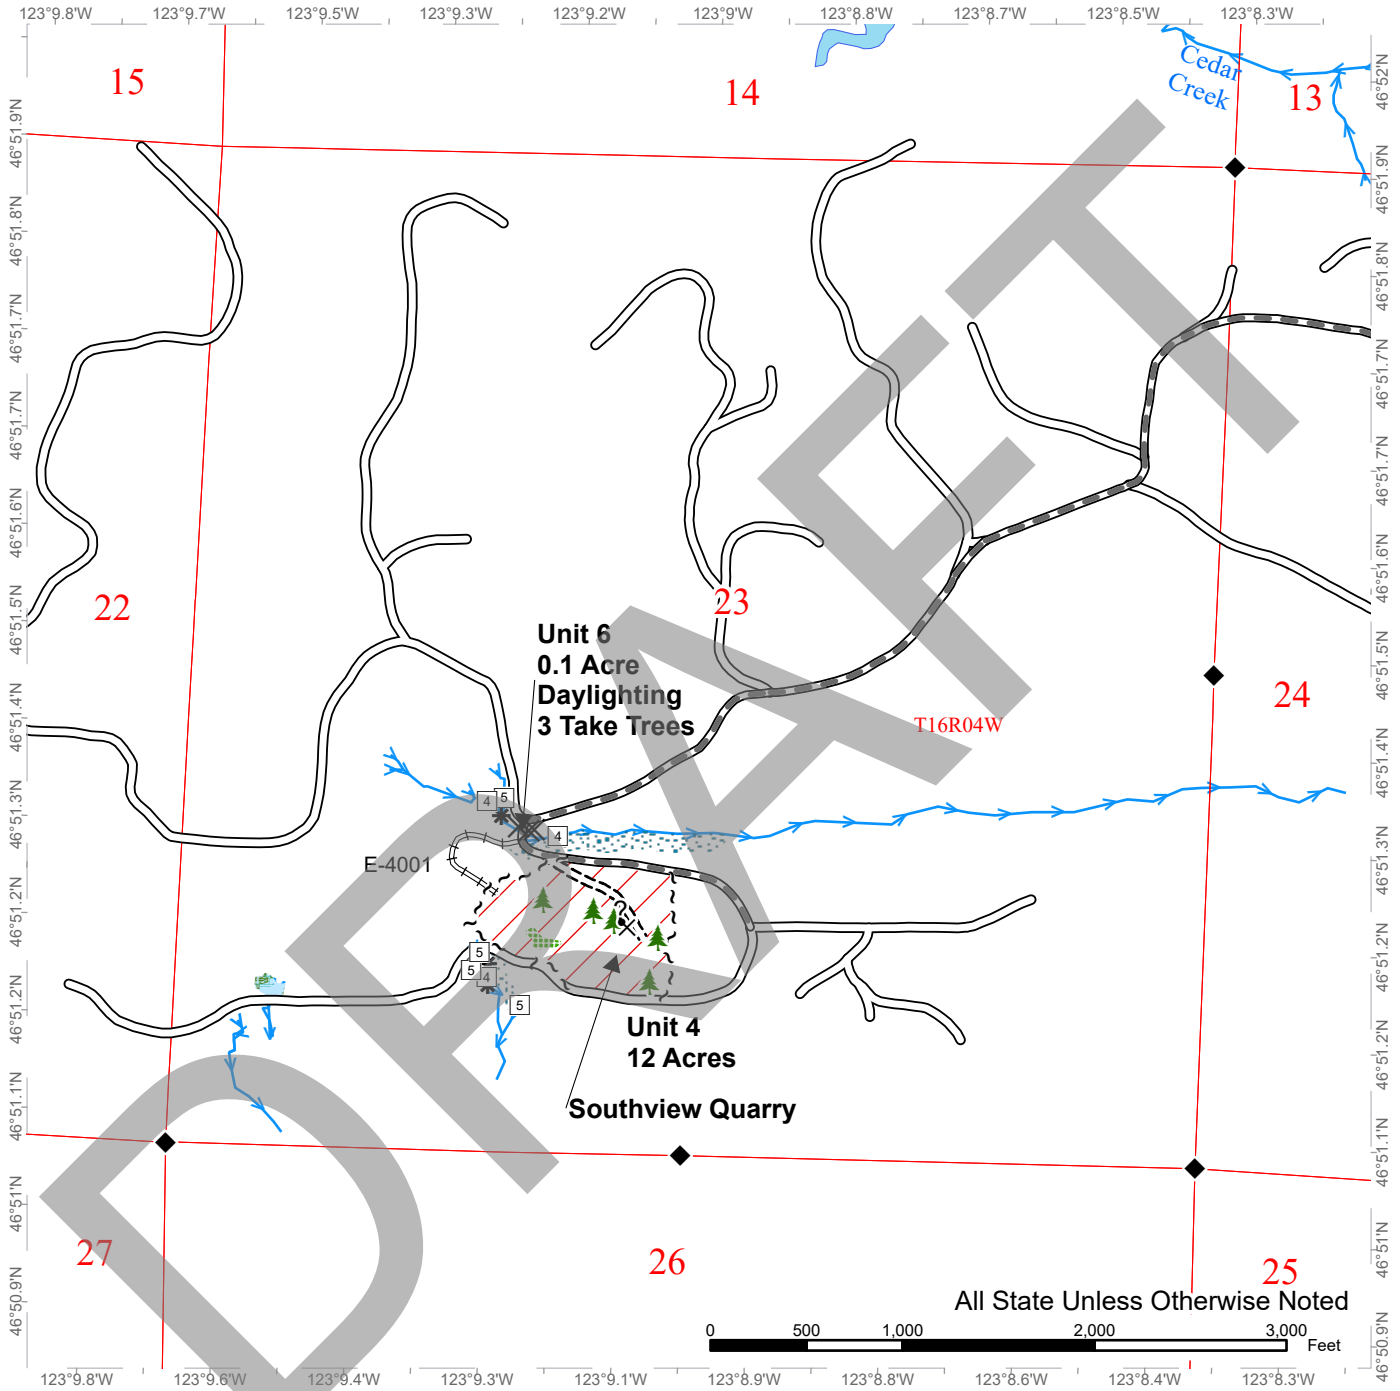 123°9.8'W 123°9.7'W 123°9.5'W 123°9.3'W 123°9.2'W 123°9'W 123°8.8'W 123°8.7'W 123°8.5'W 123°8.3'W
15
14
Cedar
Creek
13
46°52'N
46°51.9'N
46°51.9'N
46°51.8'N
46°51.8'N
46°51.7'N
46°51.7'N
46°51.7'N
46°51.7'N
46°51.6'N
46°51.6'N
46°51.5'N
22
23
Unit 6
0.1 Acre
Daylighting
3 Take Trees
46°51.5'N
24
T16R04W
46°51.4'N
46°51.4'N
46°51.3'N
4
5
4
46°51.3'N
E-4001
46°51.2'N
46°51.2'N
5
5
4
5
46°51.2'N
46°51.2'N
Unit 4
12 Acres
Southview Quarry
46°51.1'N
46°51.1'N
46°51'N
46°51'N
27
26
25
46°50.9'N
46°50.9'N
All State Unless Otherwise Noted
0 500 1,000 2,000 3,000
Feet
123°9.8'W 123°9.6'W 123°9.4'W 123°9.3'W 123°9.1'W 123°8.9'W 123°8.8'W 123°8.6'W 123°8.4'W 123°8.3'W
DRAFT